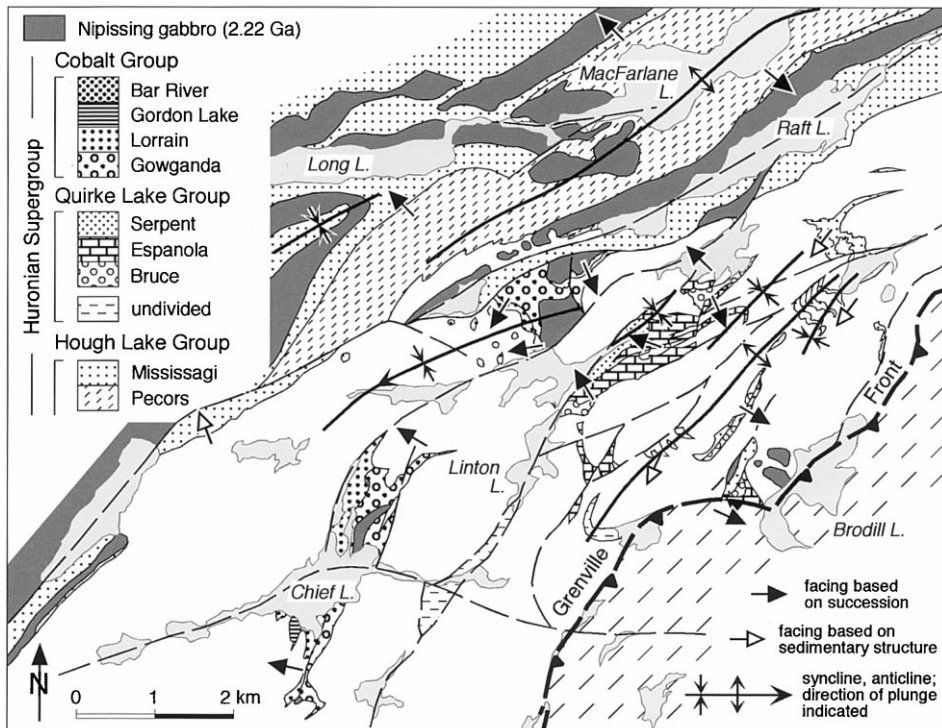 Nipissing gabbro (2.22 Ga)
Huronian Supergroup
Cobalt Group
Bar River
Gordon Lake
Lorrain
Gowganda
Quirke Lake Group
Serpent
Espanola
Bruce
undivided
Hough Lake Group
Mississagi
Pecors
MacFarlane
L.
Raft L.
Long L.
Linton
L.
Chief L.
Brodill L.
Grenville
Front
facing based
on succession
facing based on
sedimentary structure
syncline, anticline;
direction of plunge
indicated
N
0 1 2 km